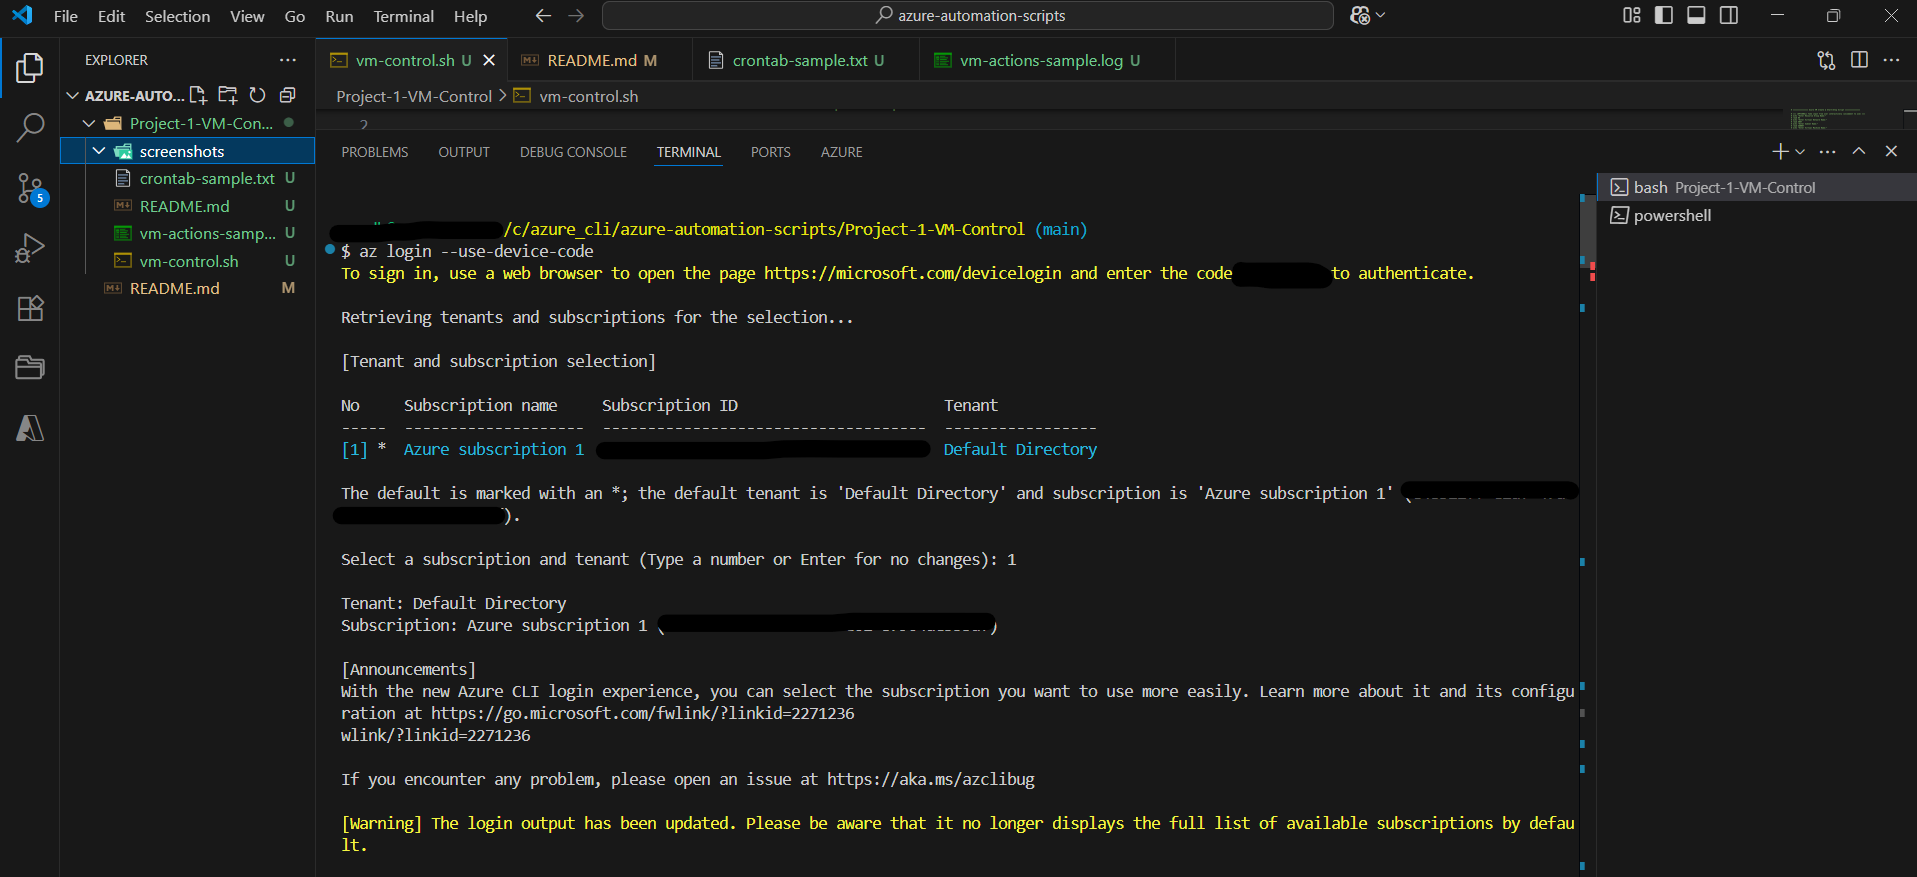 File Edit Selection View Go Run Terminal Help
azure-automation-scripts
EXPLORER
AZURE-AUTO...
Project-1-VM-Con...
screenshots
crontab-sample.txt U
README.md U
vm-actions-samp... U
vm-control.sh U
README.md M
5
vm-control.sh U
README.md M
crontab-sample.txt U
vm-actions-sample.log U
Project-1-VM-Control > vm-control.sh
2
PROBLEMS OUTPUT DEBUG CONSOLE TERMINAL PORTS AZURE
bash Project-1-VM-Control
powershell
/c/azure_cli/azure-automation-scripts/Project-1-VM-Control (main)
$ az login --use-device-code
To sign in, use a web browser to open the page https://microsoft.com/devicelogin and enter the code to authenticate.
Retrieving tenants and subscriptions for the selection...
[Tenant and subscription selection]
No Subscription name Subscription ID Tenant
----- -------------------- ------------------------------------ -----------------
[1] * Azure subscription 1 Default Directory
The default is marked with an *; the default tenant is 'Default Directory' and subscription is 'Azure subscription 1' (
).
Select a subscription and tenant (Type a number or Enter for no changes): 1
Tenant: Default Directory
Subscription: Azure subscription 1 ( )
[Announcements]
With the new Azure CLI login experience, you can select the subscription you want to use more easily. Learn more about it and its configu
ration at https://go.microsoft.com/fwlink/?linkid=2271236
wlink/?linkid=2271236
If you encounter any problem, please open an issue at https://aka.ms/azclibug
[Warning] The login output has been updated. Please be aware that it no longer displays the full list of available subscriptions by defau
lt.